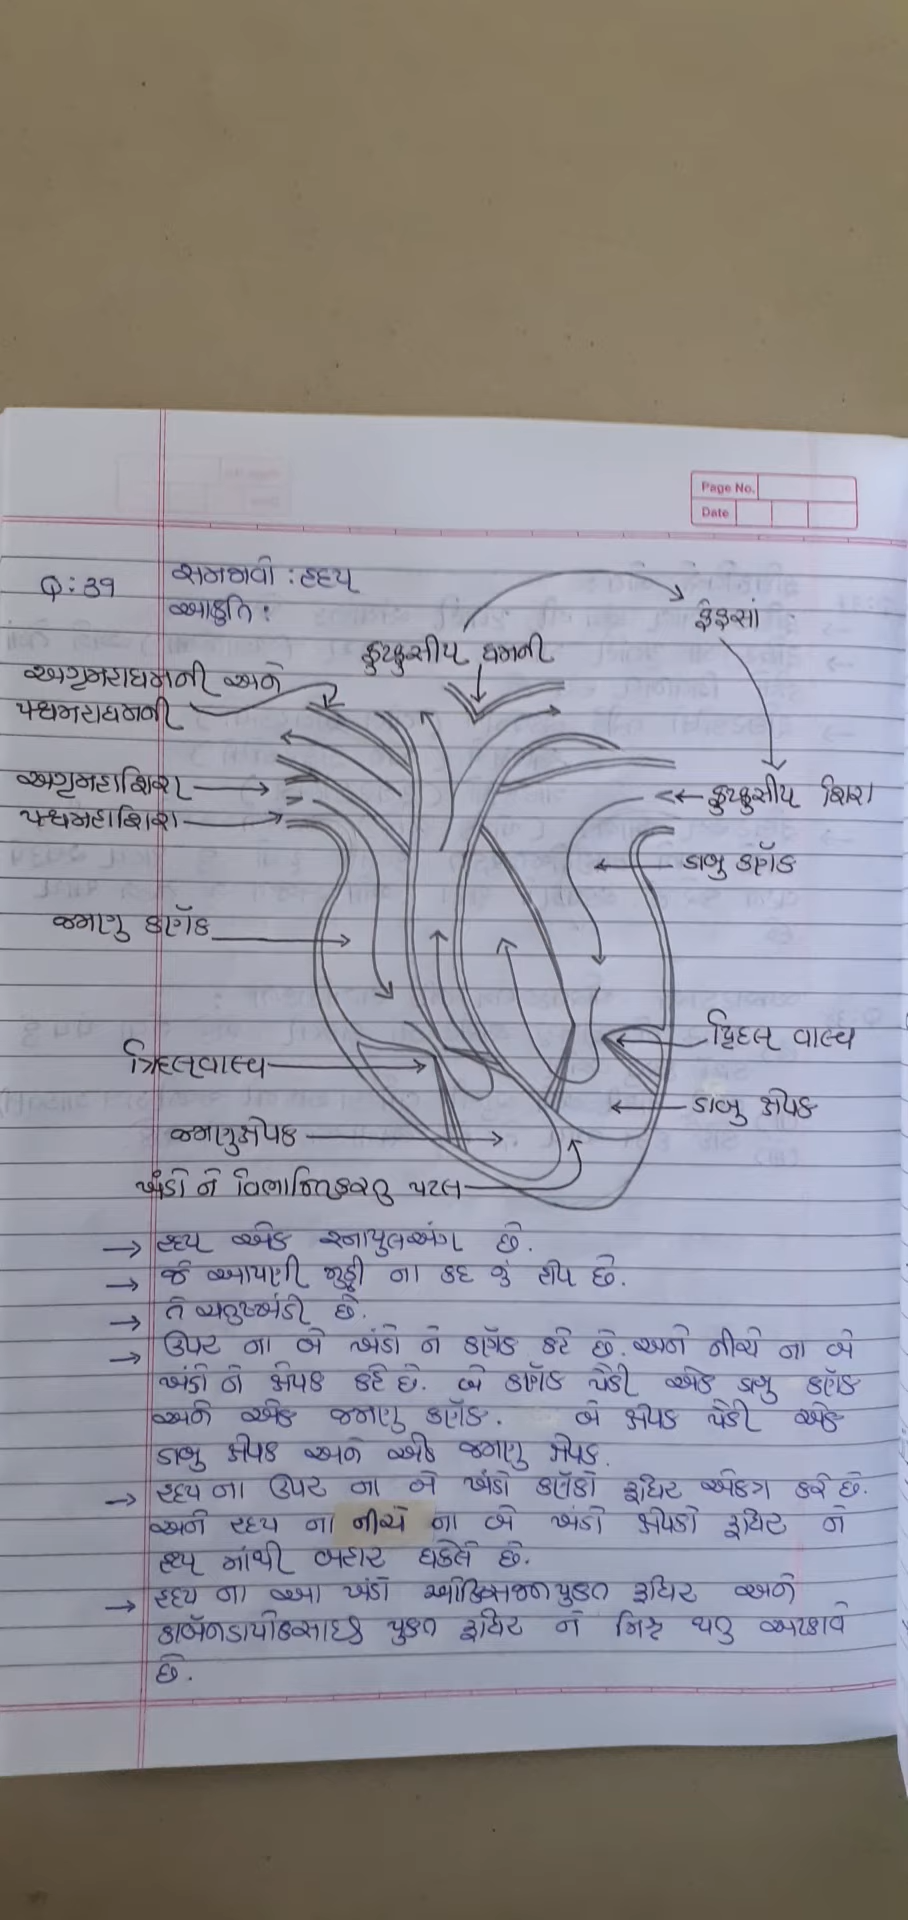 Page No.
Date
Q: 31 સમજાવો : હૃદય
આકૃતિ :
ફેફસાં
ફુપ્ફુસીય ધમની
અગ્રમહાધમની અને
પશ્ચમહાધમની
અગ્રમહાશિરા
ફુપ્ફુસીય શિરા
પશ્ચમહાશિરા
ડાબુ કર્ણક
જમણુ કર્ણક
દ્વિદલ વાલ્વ
ત્રિદલવાલ્વ
ડાબુ ક્ષેપક
જમણુક્ષેપક
ખંડો ને વિભાજિતકરતુ પટલ
→ હૃદય એક સ્નાયુલઅંગ છે.
→ જે આપણી મુઠ્ઠી ના કદ નું હોય છે.
→ તે ચતુષ્ખંડી છે.
→ ઉપર ના બે ખંડો ને કર્ણક કહે છે. અને નીચે ના બે
ખંડો ને ક્ષેપક કહે છે. બે કર્ણક પૈકી એક ડાબુ કર્ણક
અને એક જમણુ કર્ણક. બે ક્ષેપક પૈકી એક
ડાબુ ક્ષેપક અને એક જમણુ ક્ષેપક.
→ હૃદય ના ઉપર ના બે ખંડો કર્ણકો રૂધિર એકત્ર કરે છે.
અને હૃદય ના નીચે ના બે ખંડો ક્ષેપકો રૂધિર ને
હૃદય માંથી બહાર ધકેલે છે.
→ હૃદય ના આ ખંડો ઓક્સિજનયુક્ત રૂધિર અને
કાર્બનડાયોક્સાઇડ યુક્ત રૂધિર ને મિશ્ર થતુ અટકાવે
છે.